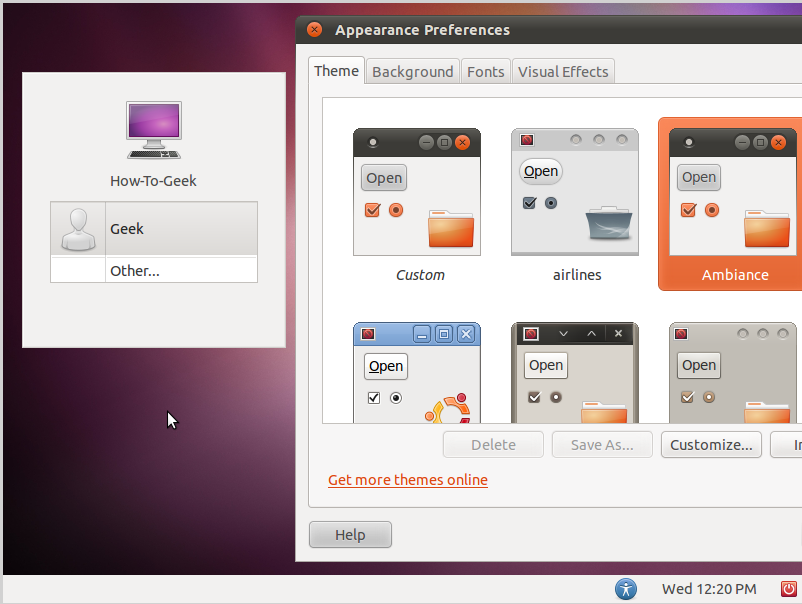 Appearance Preferences
Theme
Background
Fonts
Visual Effects
How-To-Geek
Geek
Other...
Open
Open
Open
Custom
airlines
Ambiance
Open
Open
Open
Delete
Save As...
Customize...
Get more themes online
Help
Wed 12:20 PM